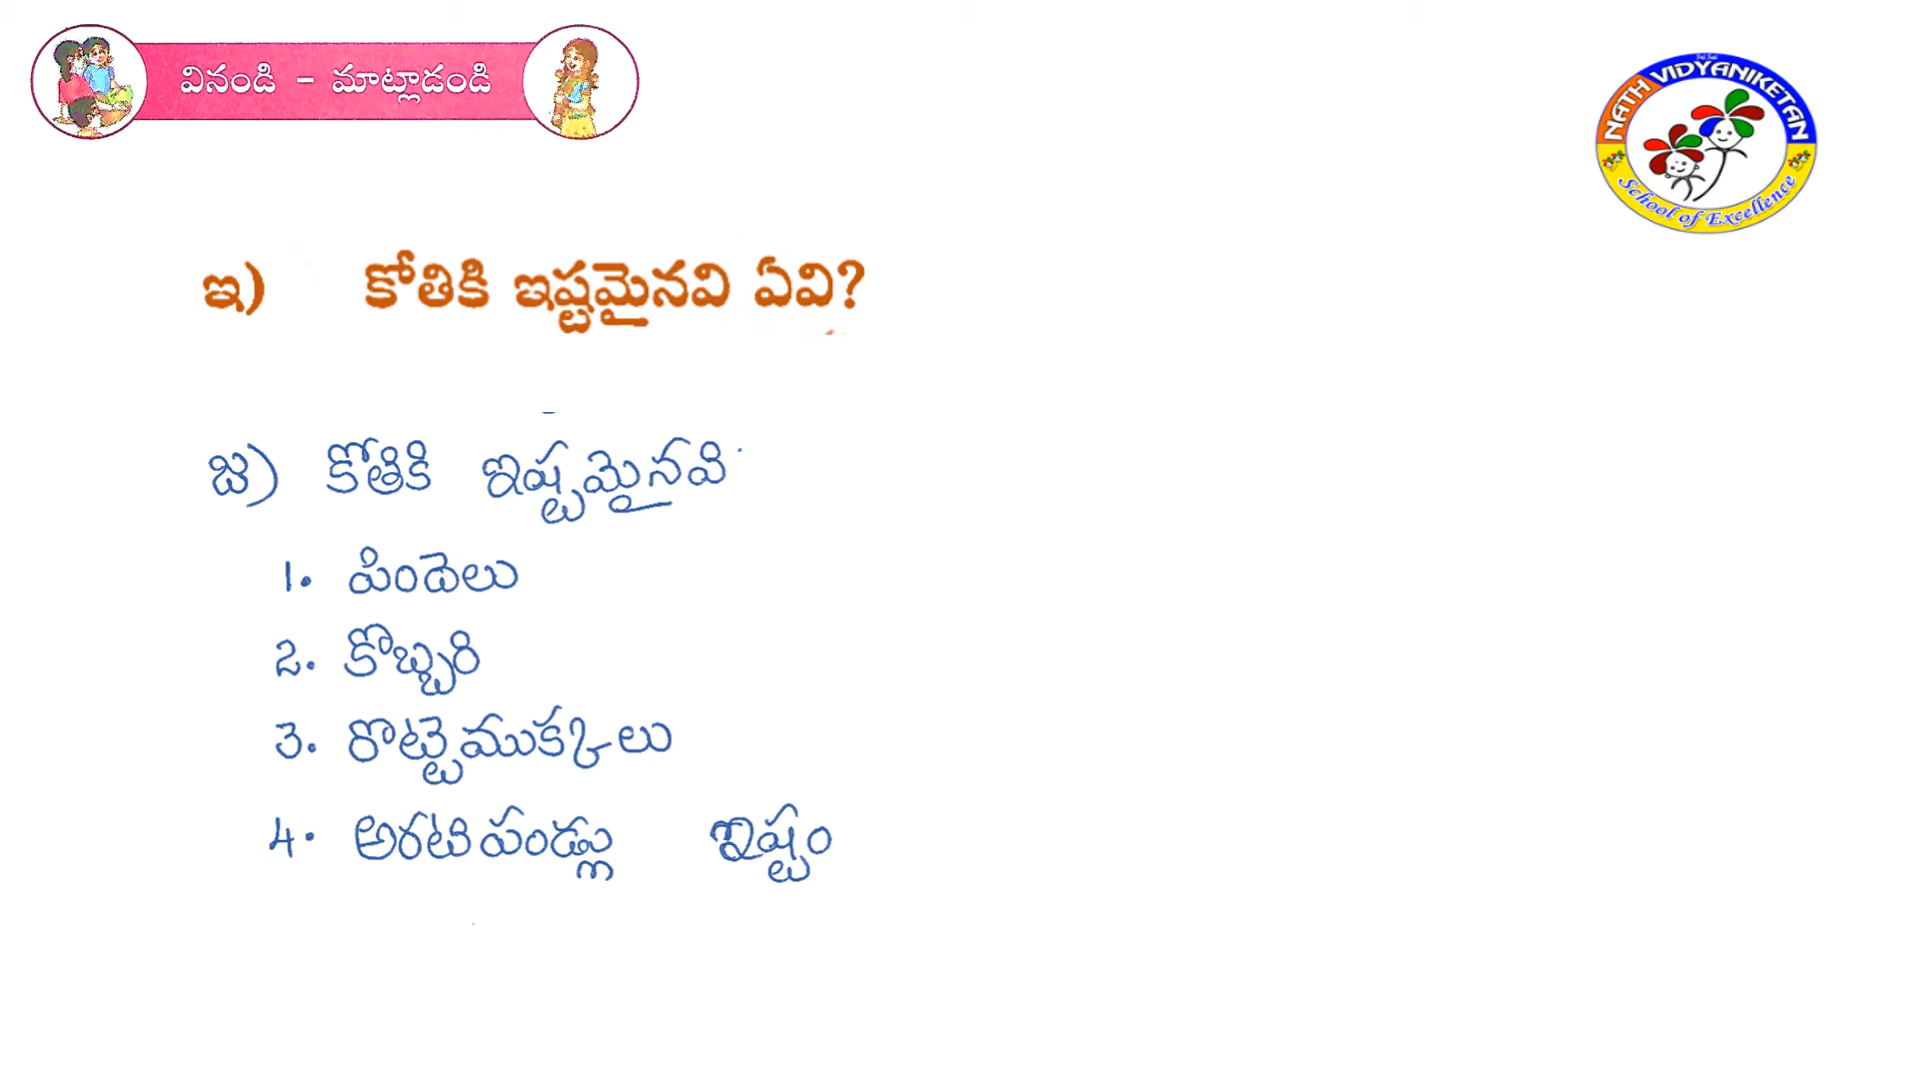 వినండి - మాట్లాడండి
NATH VIDYANIKETAN
School of Excellence
ఇ) కోతికి ఇష్టమైనవి ఏవి?
జ) కోతికి ఇష్టమైనవి
1. పిందెలు
2. కొబ్బరి
3. రొట్టెముక్కలు
4. అరటిపండ్లు ఇష్టం